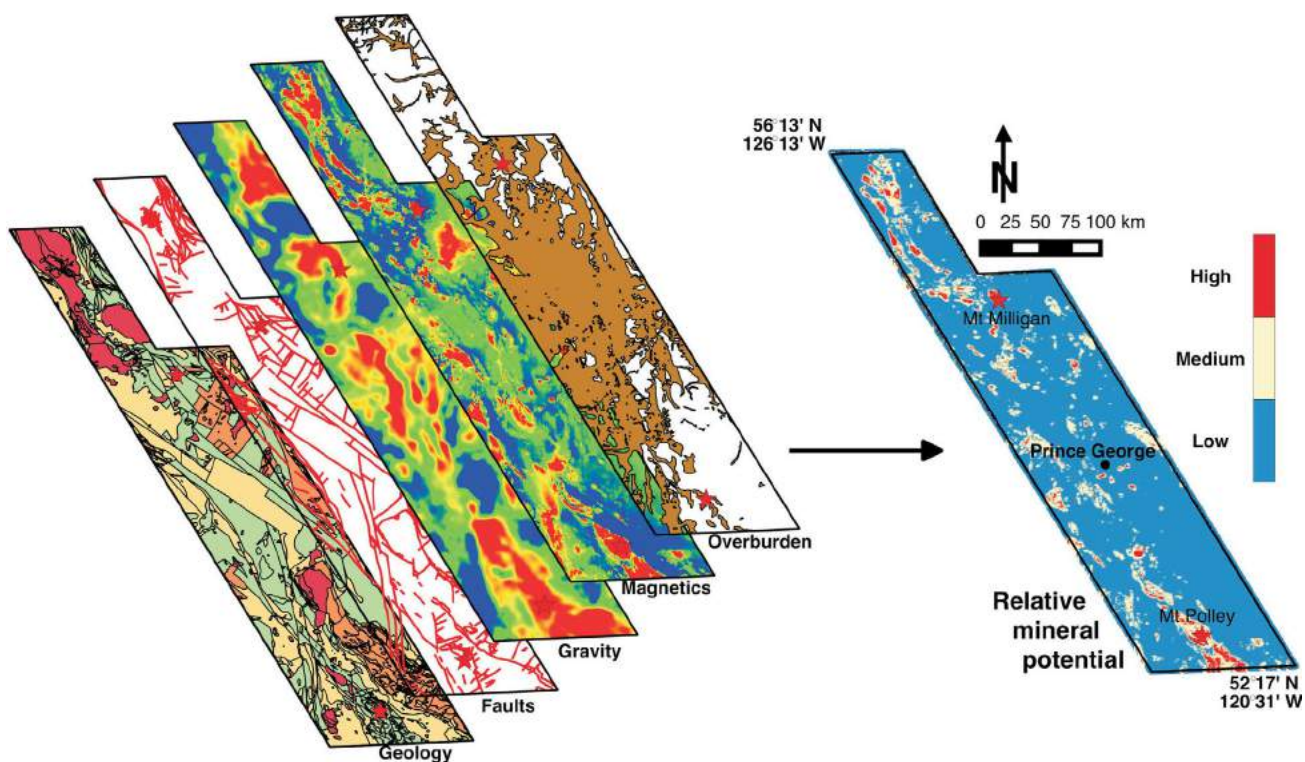 56°13' N
126°13' W
N
0 25 50 75 100 km
High
Medium
Low
Mt Milligan
Prince George
Mt Polley
Relative
mineral
potential
52°17' N
120°31' W
Overburden
Magnetics
Gravity
Faults
Geology